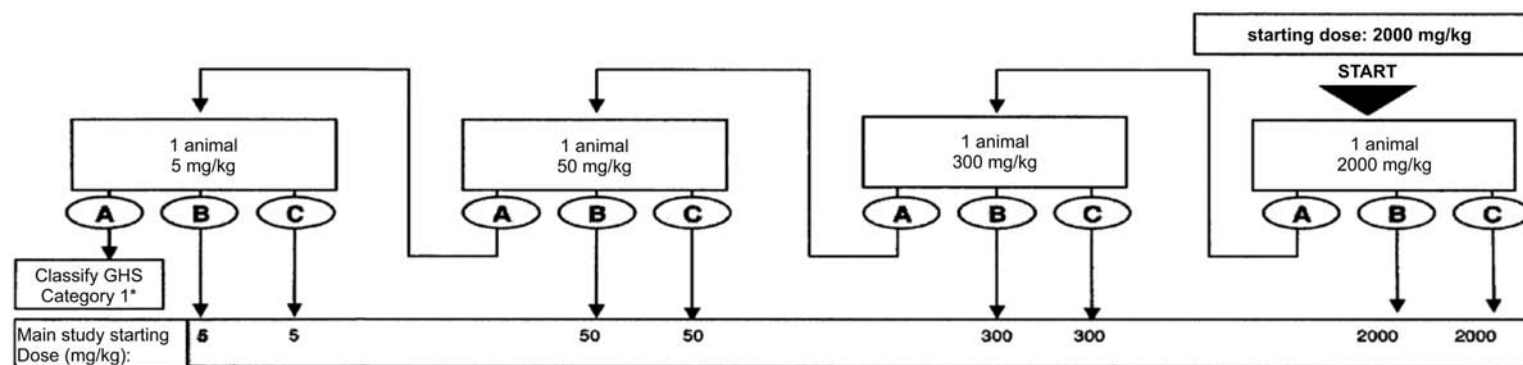 starting dose: 2000 mg/kg
START
1 animal
5 mg/kg
1 animal
50 mg/kg
1 animal
300 mg/kg
1 animal
2000 mg/kg
A B C A B C A B C A B C
Classify GHS
Category 1*
Main study starting
Dose (mg/kg):
5 5 50 50 300 300 2000 2000